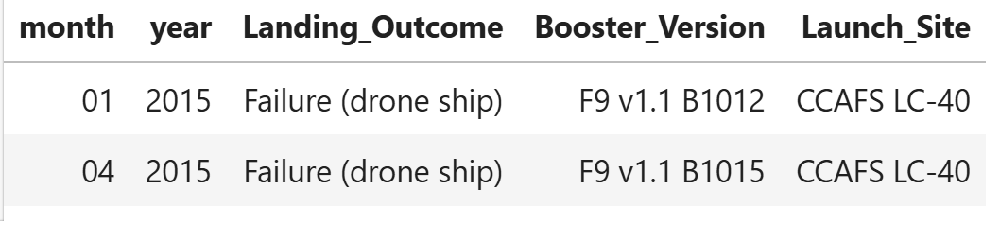 month year Landing_Outcome Booster_Version Launch_Site
01 2015 Failure (drone ship) F9 v1.1 B1012 CCAFS LC-40
04 2015 Failure (drone ship) F9 v1.1 B1015 CCAFS LC-40